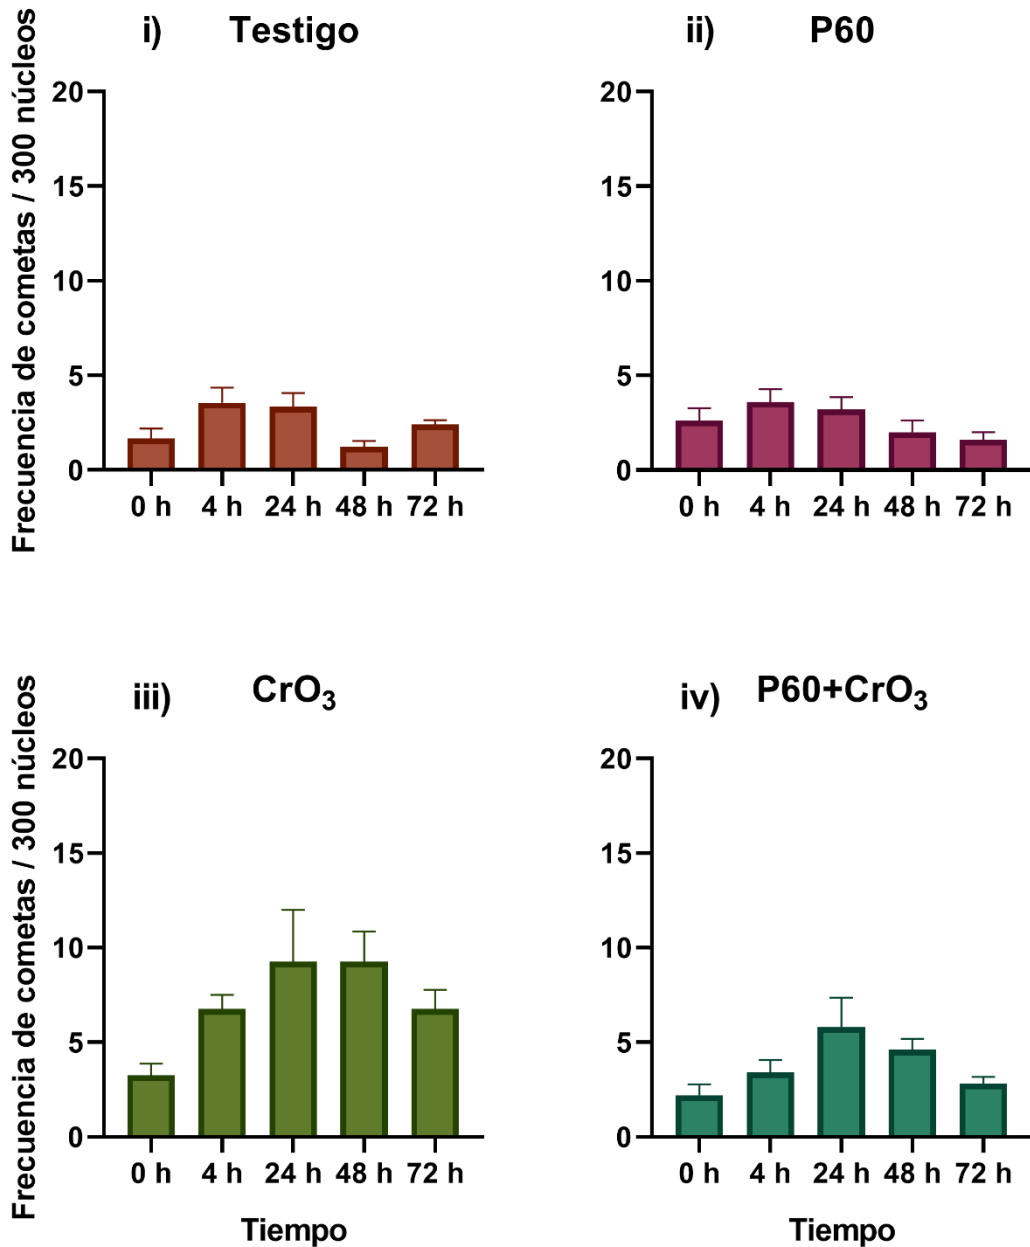 i) Testigo
Frecuencia de cometas / 300 núcleos
20
15
10
5
0
0 h 4 h 24 h 48 h 72 h
ii) P60
20
15
10
5
0
0 h 4 h 24 h 48 h 72 h
iii) CrO₃
Frecuencia de cometas / 300 núcleos
20
15
10
5
0
0 h 4 h 24 h 48 h 72 h
Tiempo
iv) P60+CrO₃
20
15
10
5
0
0 h 4 h 24 h 48 h 72 h
Tiempo